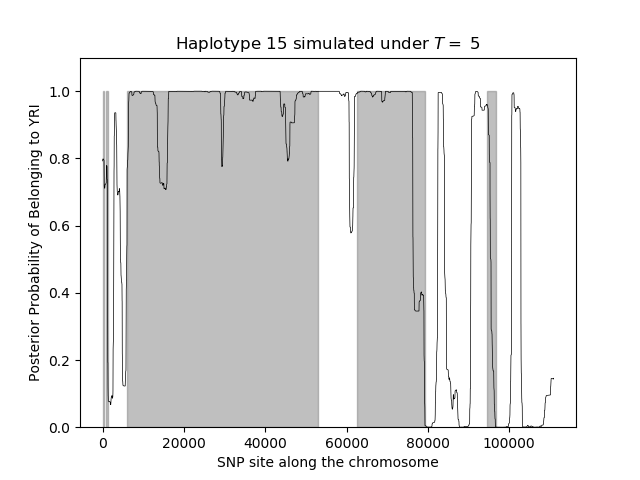 Haplotype 15 simulated under T = 5
Posterior Probability of Belonging to YRI
1.0
0.8
0.6
0.4
0.2
0.0
0 20000 40000 60000 80000 100000
SNP site along the chromosome